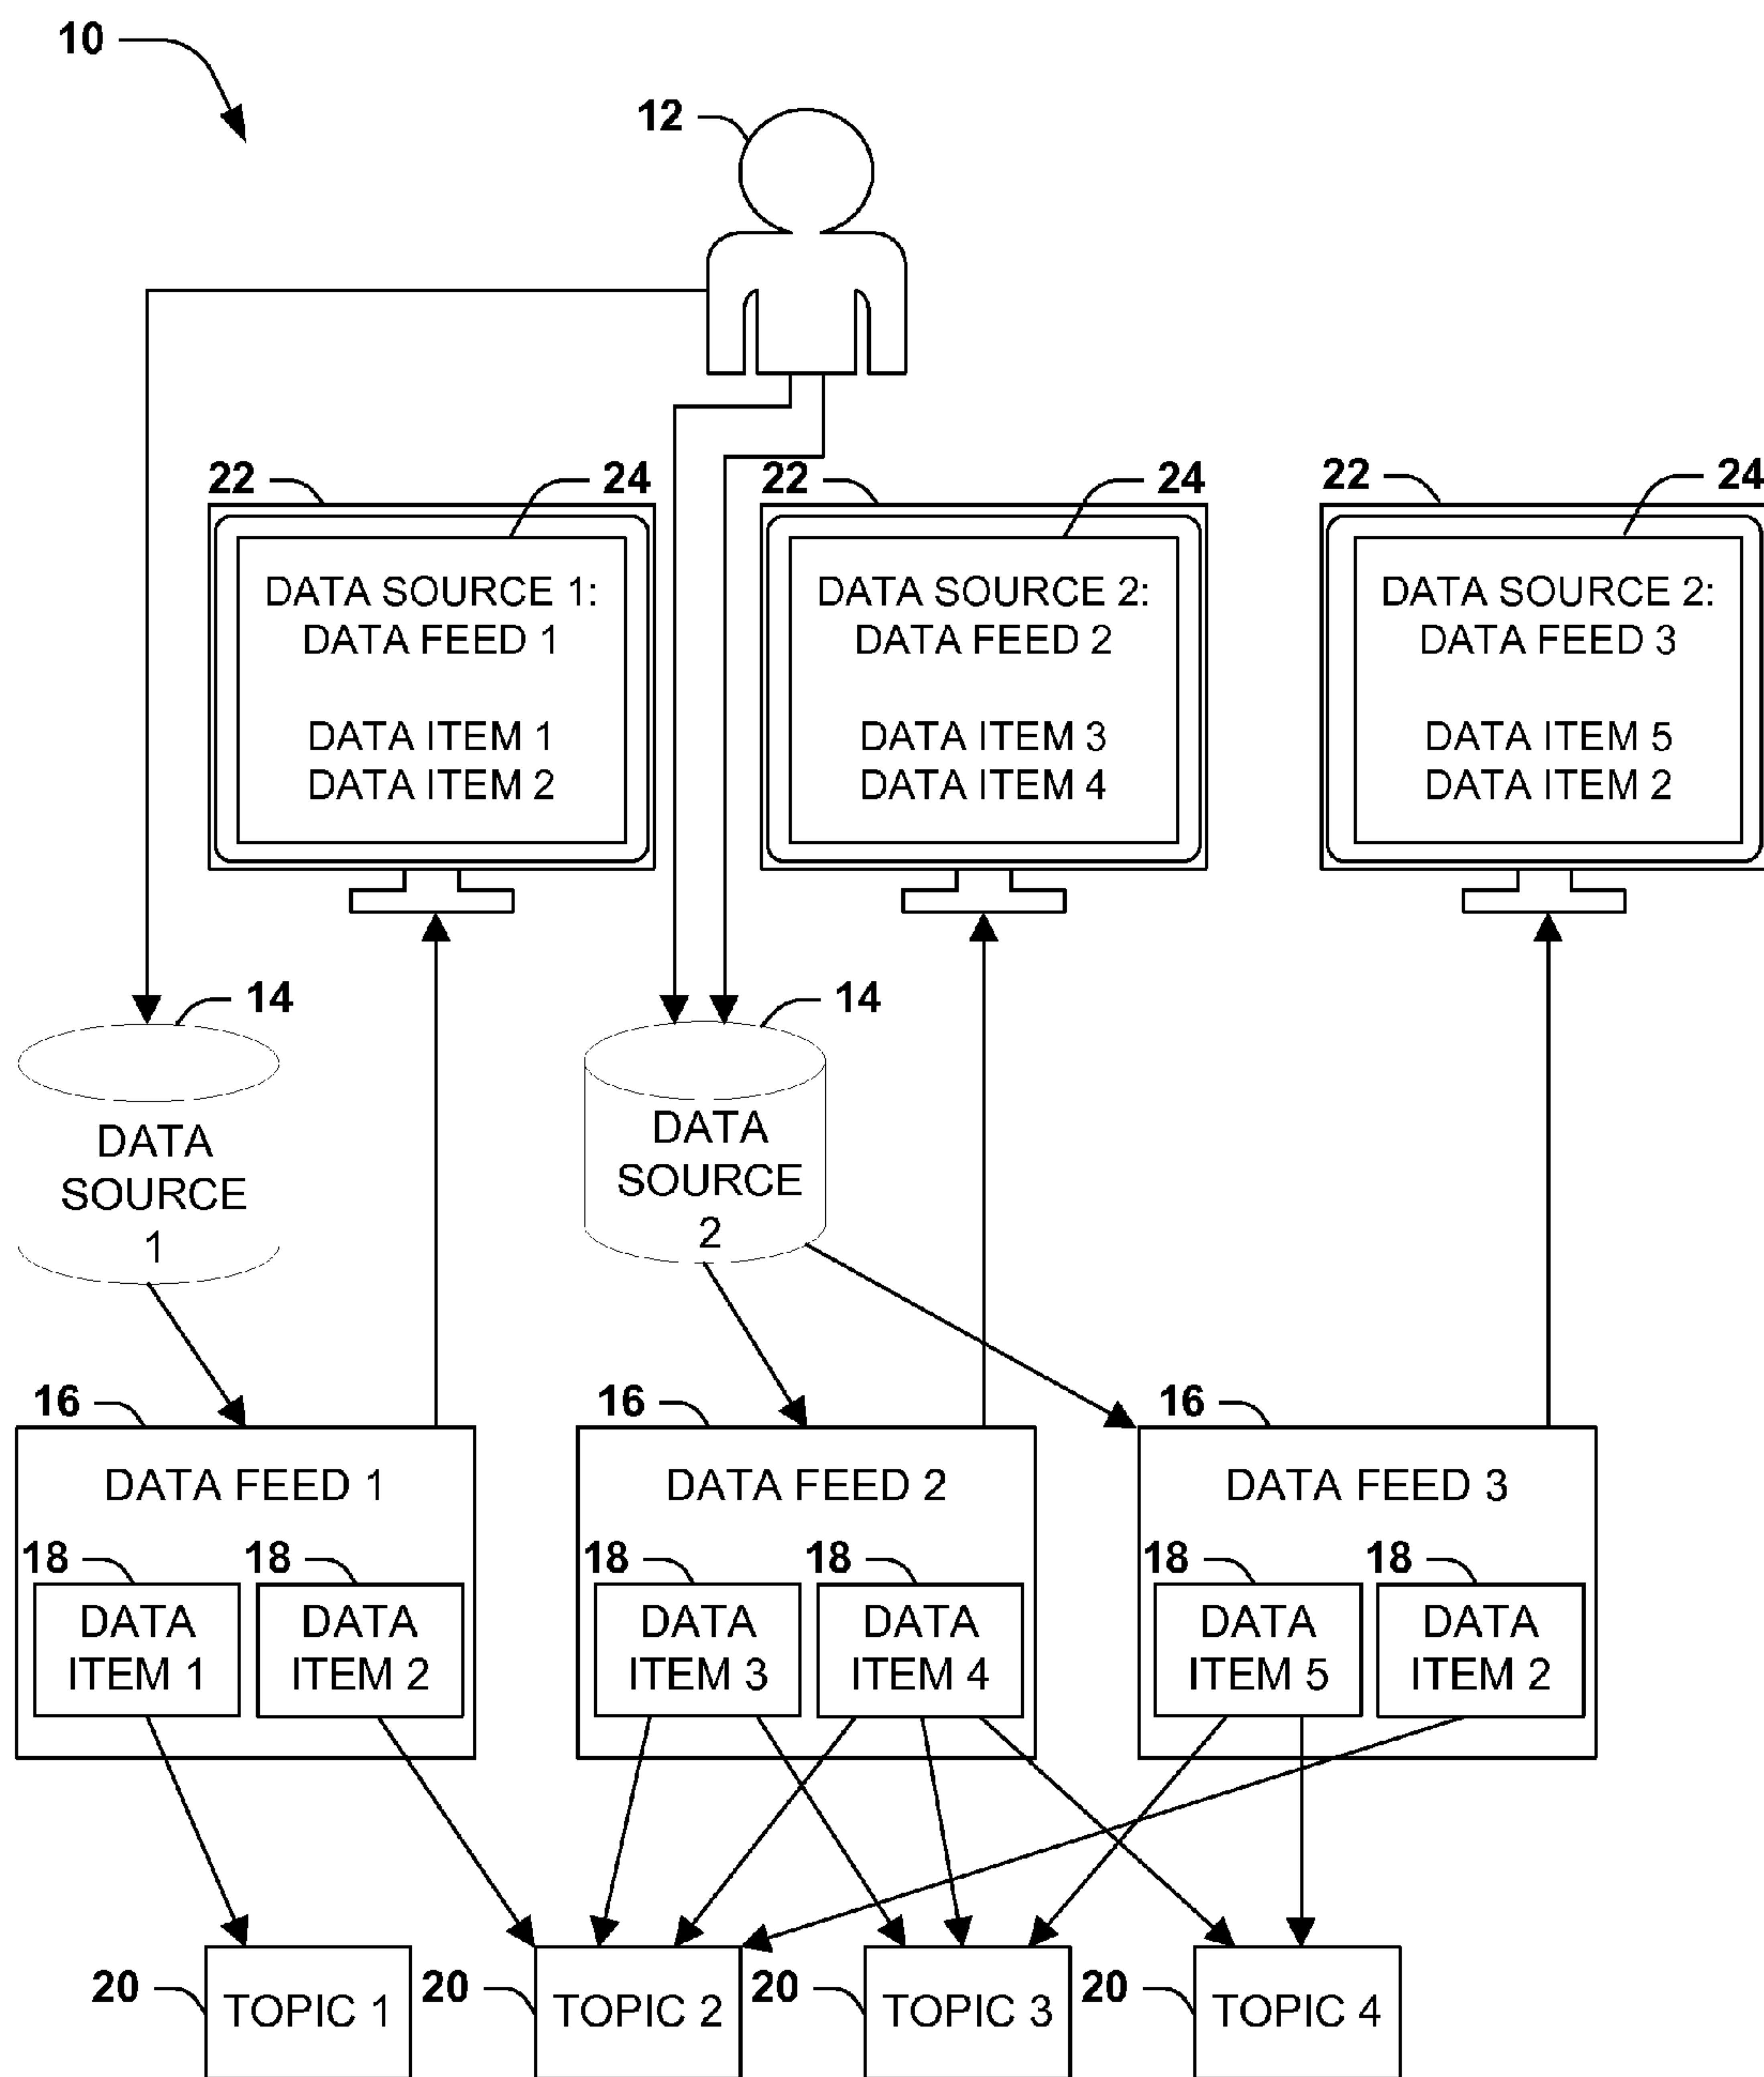 10
12
22
24
22
24
22
24
DATA SOURCE 1:
DATA FEED 1
DATA ITEM 1
DATA ITEM 2
DATA SOURCE 2:
DATA FEED 2
DATA ITEM 3
DATA ITEM 4
DATA SOURCE 2:
DATA FEED 3
DATA ITEM 5
DATA ITEM 2
14
DATA
SOURCE
1
14
DATA
SOURCE
2
16
DATA FEED 1
18
DATA
ITEM 1
18
DATA
ITEM 2
16
DATA FEED 2
18
DATA
ITEM 3
18
DATA
ITEM 4
16
DATA FEED 3
18
DATA
ITEM 5
18
DATA
ITEM 2
20
TOPIC 1
20
TOPIC 2
20
TOPIC 3
20
TOPIC 4